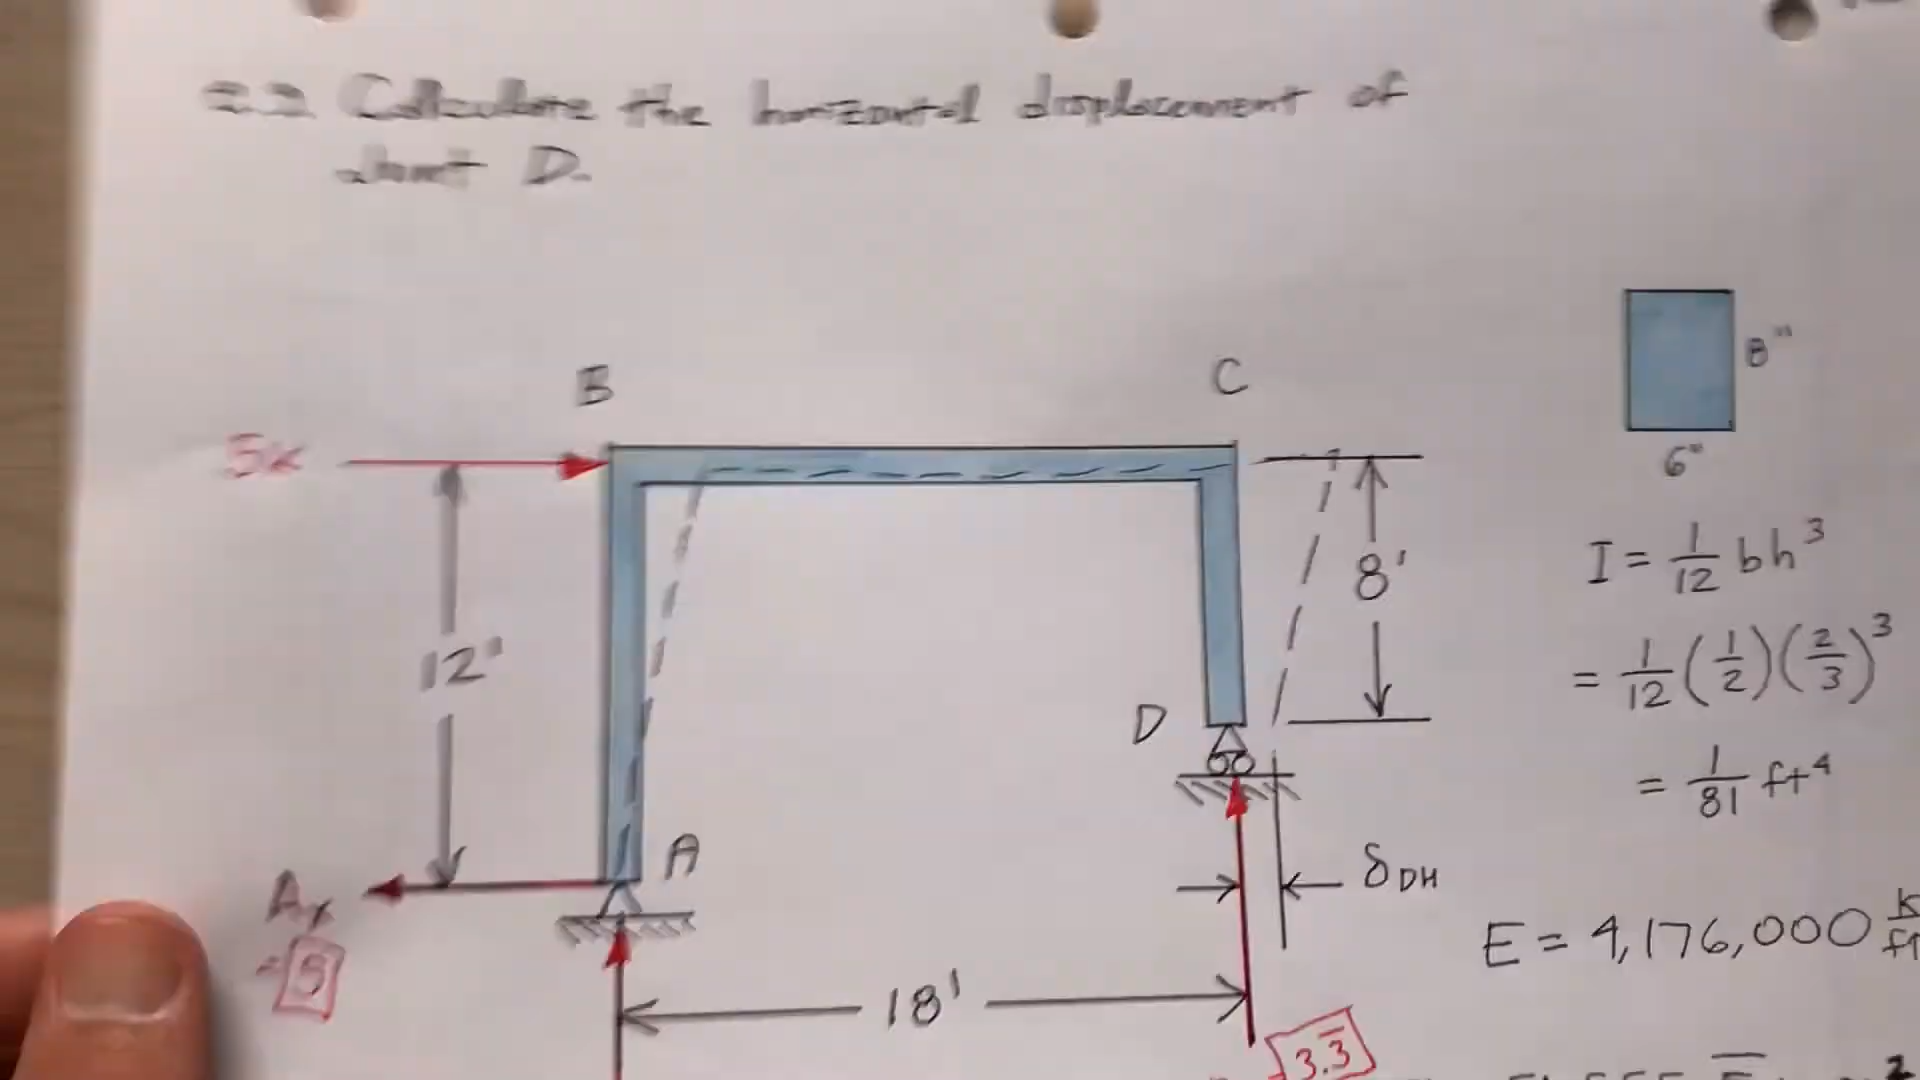 Calculate the horizontal displacement of
D.
B
C
8"
6"
5k
8'
I = 1/12 bh³
12'
= 1/12 (1/2)(2/3)³
D
= 1/81 ft⁴
A
δDH
Ax
= 5
E = 4,176,000 k
18'
3.3̅